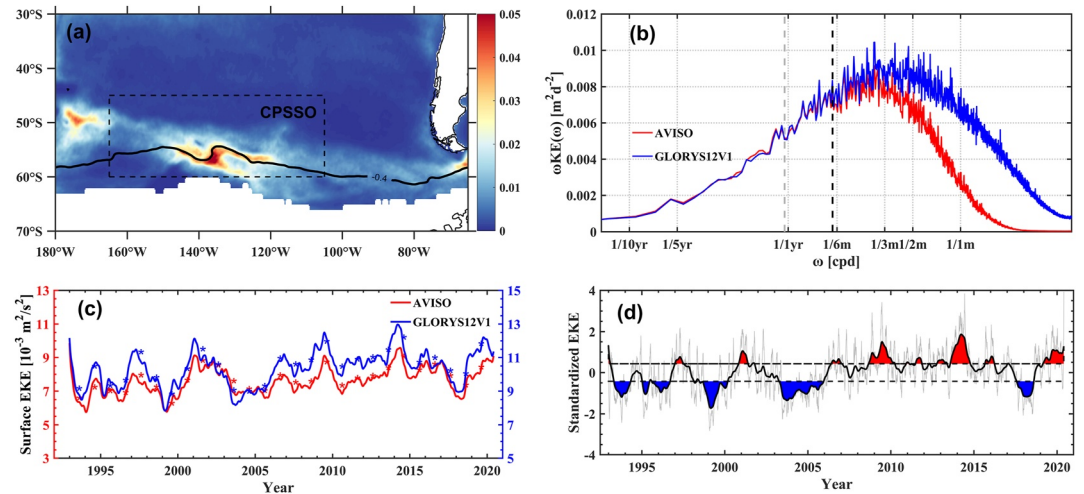 (a)
30°S
40°S
50°S
60°S
70°S
180°W
160°W
140°W
120°W
100°W
80°W
CPSSO
-0.4
0.05
0.04
0.03
0.02
0.01
0
(b)
ωKE(ω) [m²d⁻²]
0.012
0.01
0.008
0.006
0.004
0.002
0
AVISO
GLORYS12V1
1/10yr
1/5yr
1/1yr
1/6m
1/3m
1/2m
1/1m
ω [cpd]
(c)
Surface EKE [10⁻³ m²/s²]
13
11
9
7
5
3
AVISO
GLORYS12V1
15
13
11
9
7
5
1995
2000
2005
2010
2015
2020
Year
(d)
Standardized EKE
4
2
0
-2
-4
1995
2000
2005
2010
2015
2020
Year